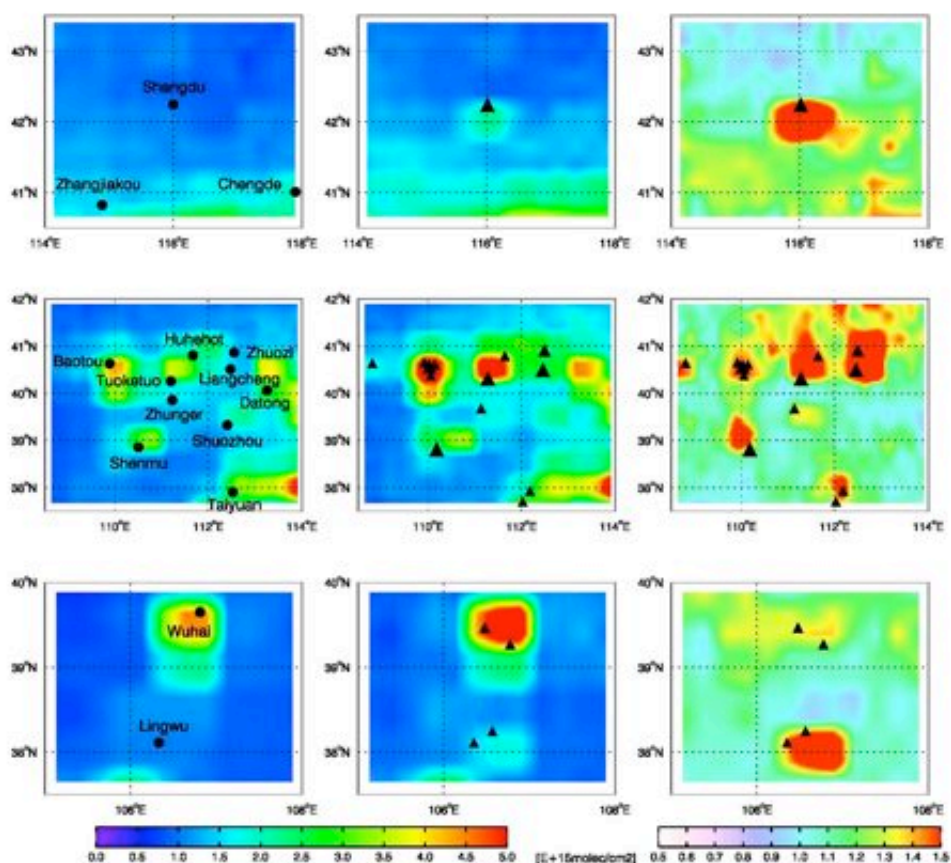 43°N
42°N
41°N
Shangdu
Zhangjiakou
Chengde
114°E 116°E 118°E
43°N
42°N
41°N
114°E 116°E 118°E
43°N
42°N
41°N
114°E 116°E 118°E
42°N
41°N
40°N
39°N
38°N
Baotou
Huhehot
Zhuozi
Tuoketuo
Liangcheng
Datong
Zhunger
Shuozhou
Shenmu
Taiyuan
110°E 112°E 114°E
42°N
41°N
40°N
39°N
38°N
110°E 112°E 114°E
42°N
41°N
40°N
39°N
38°N
110°E 112°E 114°E
40°N
39°N
38°N
Wuhai
Lingwu
106°E 108°E
40°N
39°N
38°N
106°E 108°E
40°N
39°N
38°N
106°E 108°E
0.0 0.5 1.0 1.5 2.0 2.5 3.0 3.5 4.0 4.5 5.0
[E+15molec/cm2]
0.5 0.6 0.7 0.8 0.9 1.0 1.1 1.2 1.3 1.4 1.5